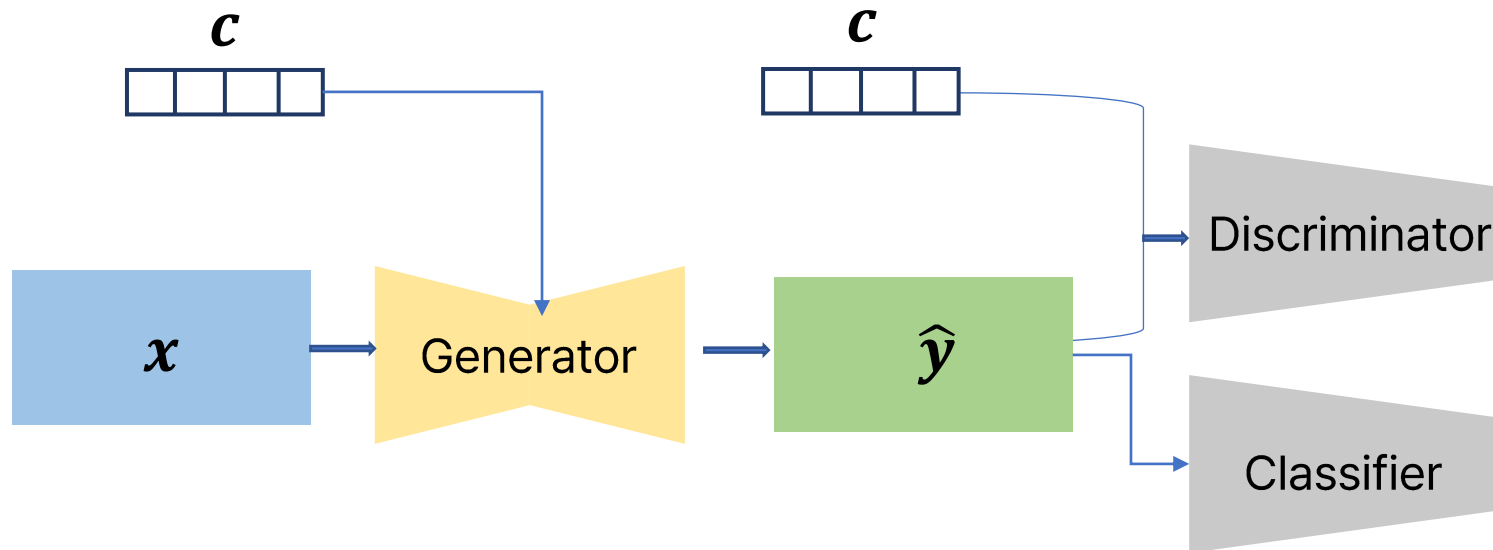 c
c
Discriminator
x
Generator
ŷ
Classifier